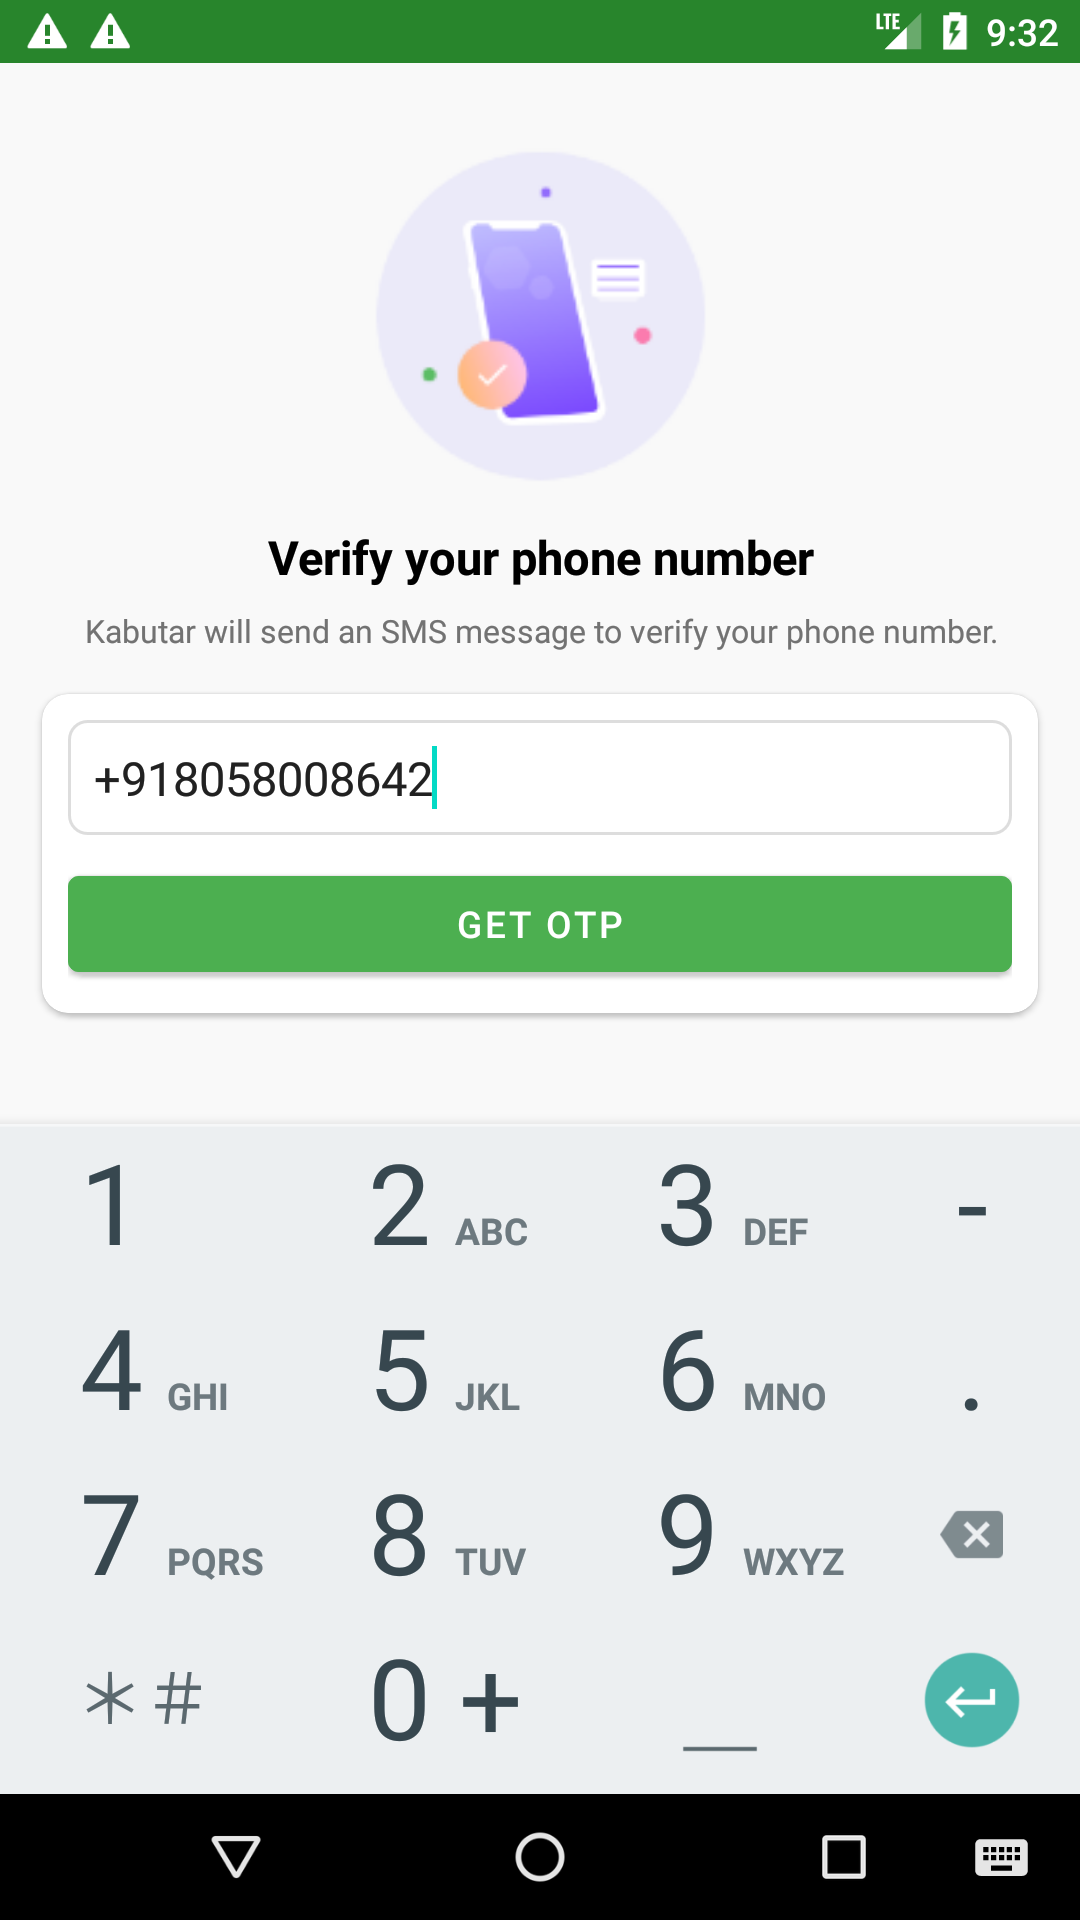 LTE 9:32
Verify your phone number
Kabutar will send an SMS message to verify your phone number.
+918058008642
GET OTP
1 2 ABC 3 DEF -
4 GHI 5 JKL 6 MNO .
7 PQRS 8 TUV 9 WXYZ
*# 0 + _